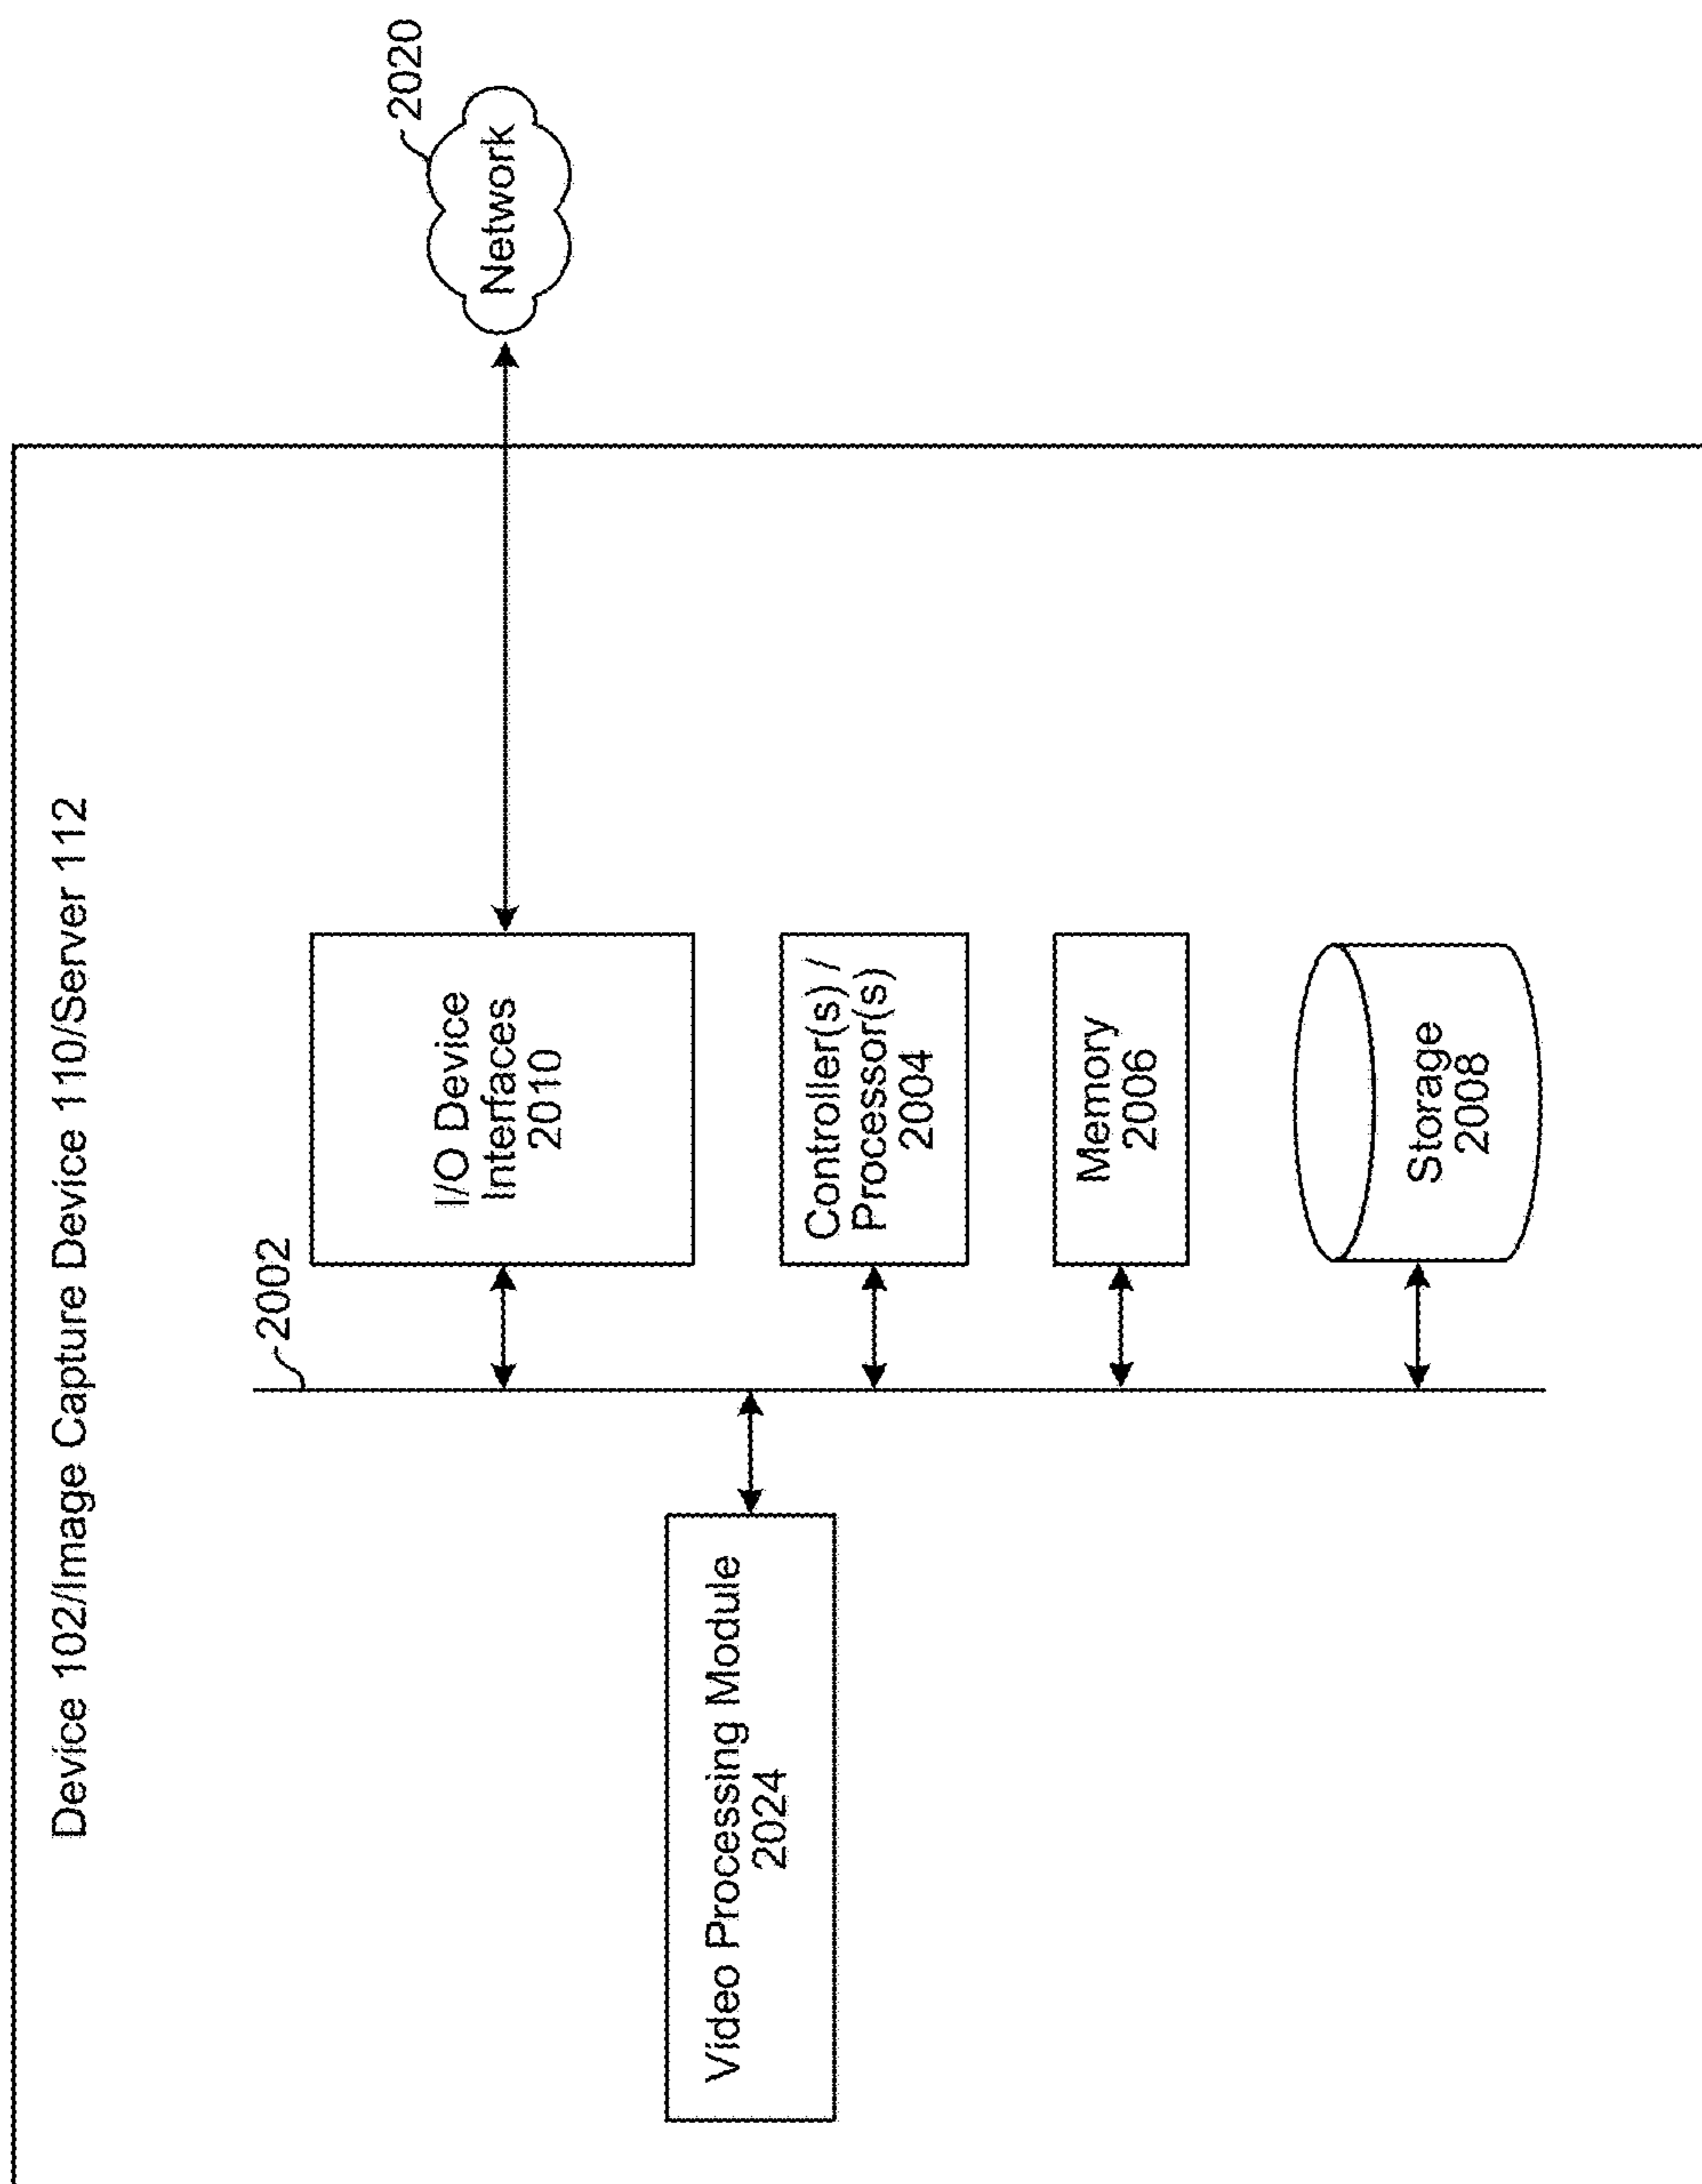 Device 102/Image Capture Device 110/Server 112
2002
2020
Network
I/O Device
Interfaces
2010
Video Processing Module
2024
Controller(s) /
Processor(s)
2004
Memory
2006
Storage
2008